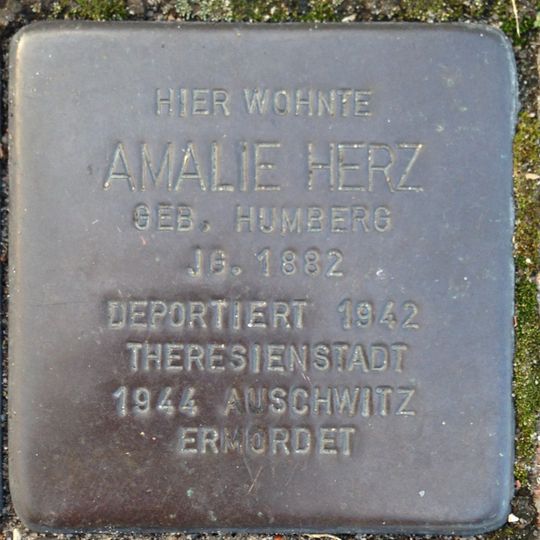 HIER WOHNTE
AMALIE HERZ
GEB. HUMBERG
JG. 1882
DEPORTIERT 1942
THERESIENSTADT
1944 AUSCHWITZ
ERMORDET